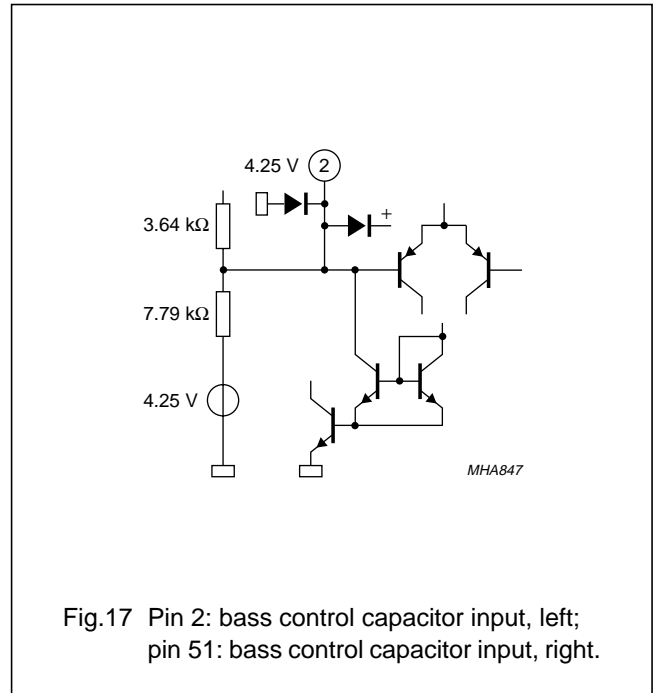 4.25 V 2
+
3.64 kΩ
7.79 kΩ
4.25 V
MHA847
Fig.17 Pin 2: bass control capacitor input, left;
pin 51: bass control capacitor input, right.